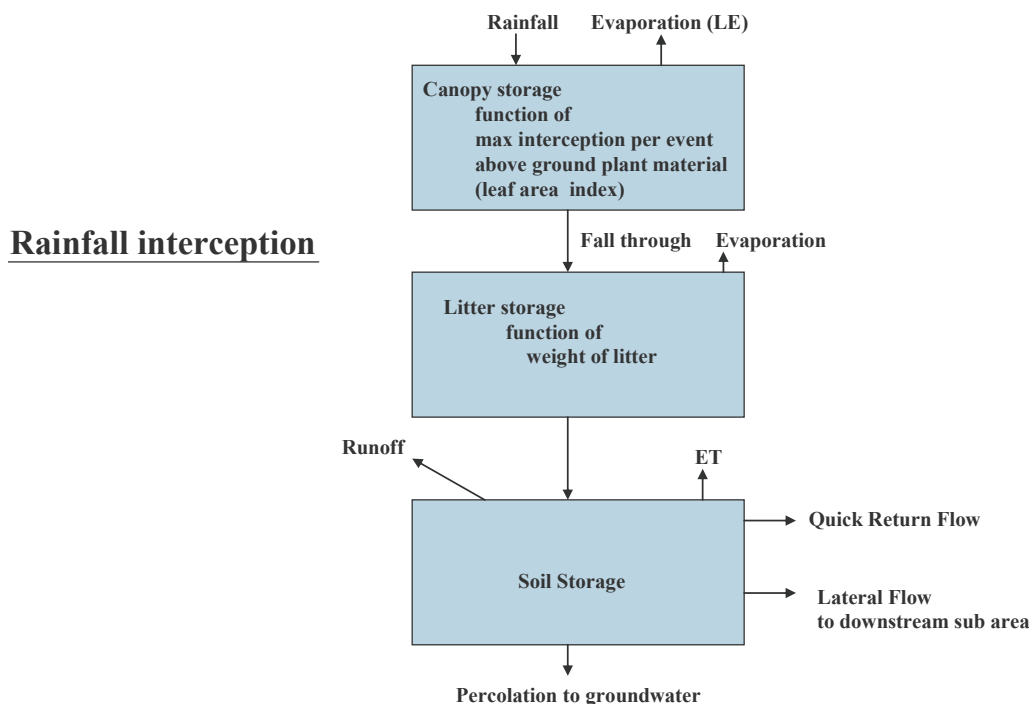 Rainfall
Evaporation (LE)
Canopy storage
function of
max interception per event
above ground plant material
(leaf area index)
Rainfall interception
Fall through
Evaporation
Litter storage
function of
weight of litter
Runoff
ET
Quick Return Flow
Soil Storage
Lateral Flow
to downstream sub area
Percolation to groundwater